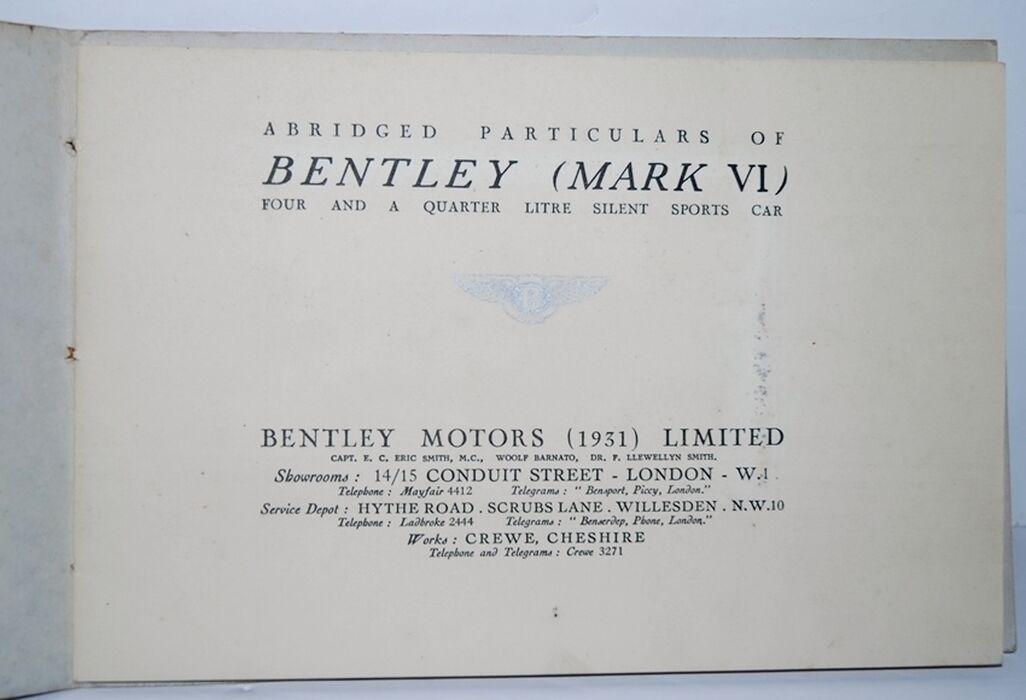 ABRIDGED PARTICULARS OF
BENTLEY (MARK VI)
FOUR AND A QUARTER LITRE SILENT SPORTS CAR
B
BENTLEY MOTORS (1931) LIMITED
CAPT. E. C. ERIC SMITH, M.C., WOOLF BARNATO, DR. F. LLEWELLYN SMITH.
Showrooms : 14/15 CONDUIT STREET - LONDON - W.1
Telephone : Mayfair 4412 Telegrams : " Bensport, Piccy, London."
Service Depot : HYTHE ROAD . SCRUBS LANE . WILLESDEN . N.W.10
Telephone : Ladbroke 2444 Telegrams : " Benserdep, Phone, London."
Works : CREWE, CHESHIRE
Telephone and Telegrams : Crewe 3271